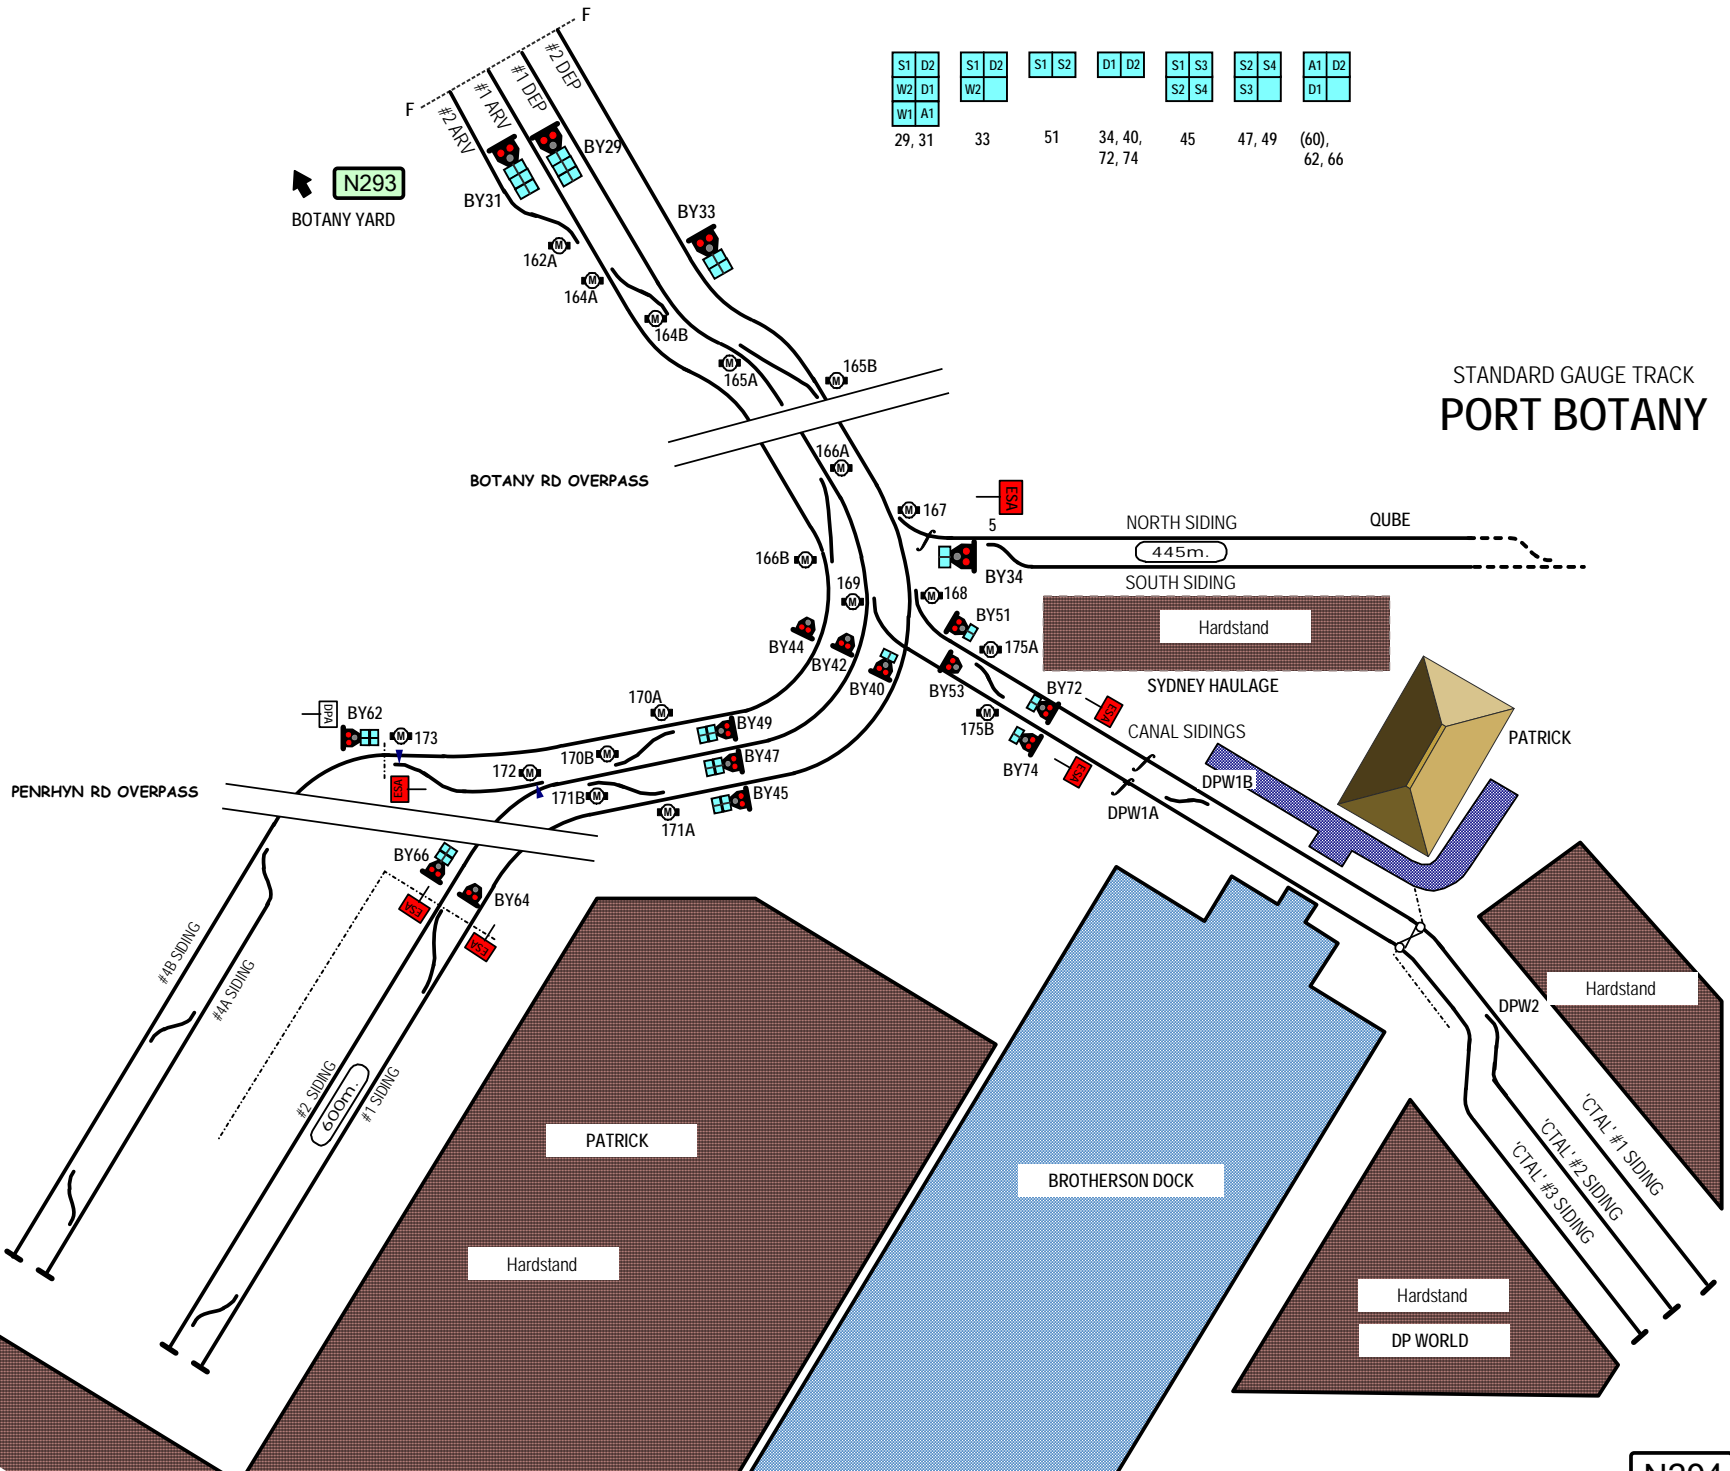 F
#2 DEP
#1 DEP
#1 ARV
#2 ARV
F
S1 D2
W2 D1
W1 A1
29, 31
S1 D2
W2
33
S1 S2
51
D1 D2
34, 40,
72, 74
S1 S3
S2 S4
45
S2 S4
S3
47, 49
A1 D2
D1
(60),
62, 66
N293
BOTANY YARD
BY29
BY31
BY33
M
162A
M
164A
M
164B
M
165A
M
165B
STANDARD GAUGE TRACK
PORT BOTANY
BOTANY RD OVERPASS
166A
M
M
167
ESA
5
NORTH SIDING
QUBE
445m.
166B
M
BY34
SOUTH SIDING
169
M
M
168
BY51
Hardstand
BY44
BY42
BY40
BY53
M
175A
SYDNEY HAULAGE
BY72
ESA
CANAL SIDINGS
M
175B
BY74
ESA
DPW1B
DPW1A
PATRICK
170A
M
BY49
DPA
BY62
M
173
170B
M
BY47
172
M
ESA
171B
M
BY45
M
171A
PENRHYN RD OVERPASS
BY66
ESA
BY64
ESA
#4B SIDING
#4A SIDING
#2 SIDING
600m.
#1 SIDING
Hardstand
DPW2
PATRICK
Hardstand
BROTHERSON DOCK
'CTAL' #1 SIDING
'CTAL' #2 SIDING
'CTAL' #3 SIDING
Hardstand
DP WORLD